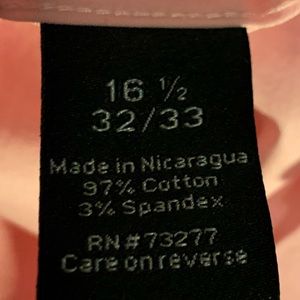 16 ½
32/33
Made in Nicaragua
97% Cotton
3% Spandex
RN#73277
Care on reverse